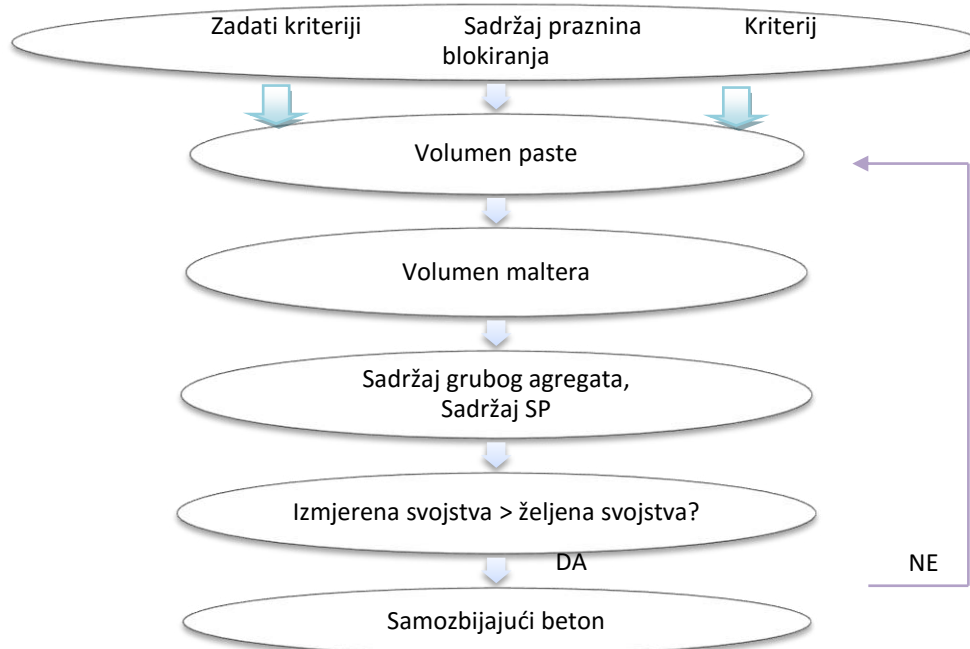 Zadati kriteriji Sadržaj praznina Kriterij
blokiranja
Volumen paste
Volumen maltera
Sadržaj grubog agregata,
Sadržaj SP
Izmjerena svojstva > željena svojstva?
DA NE
Samozbijajući beton